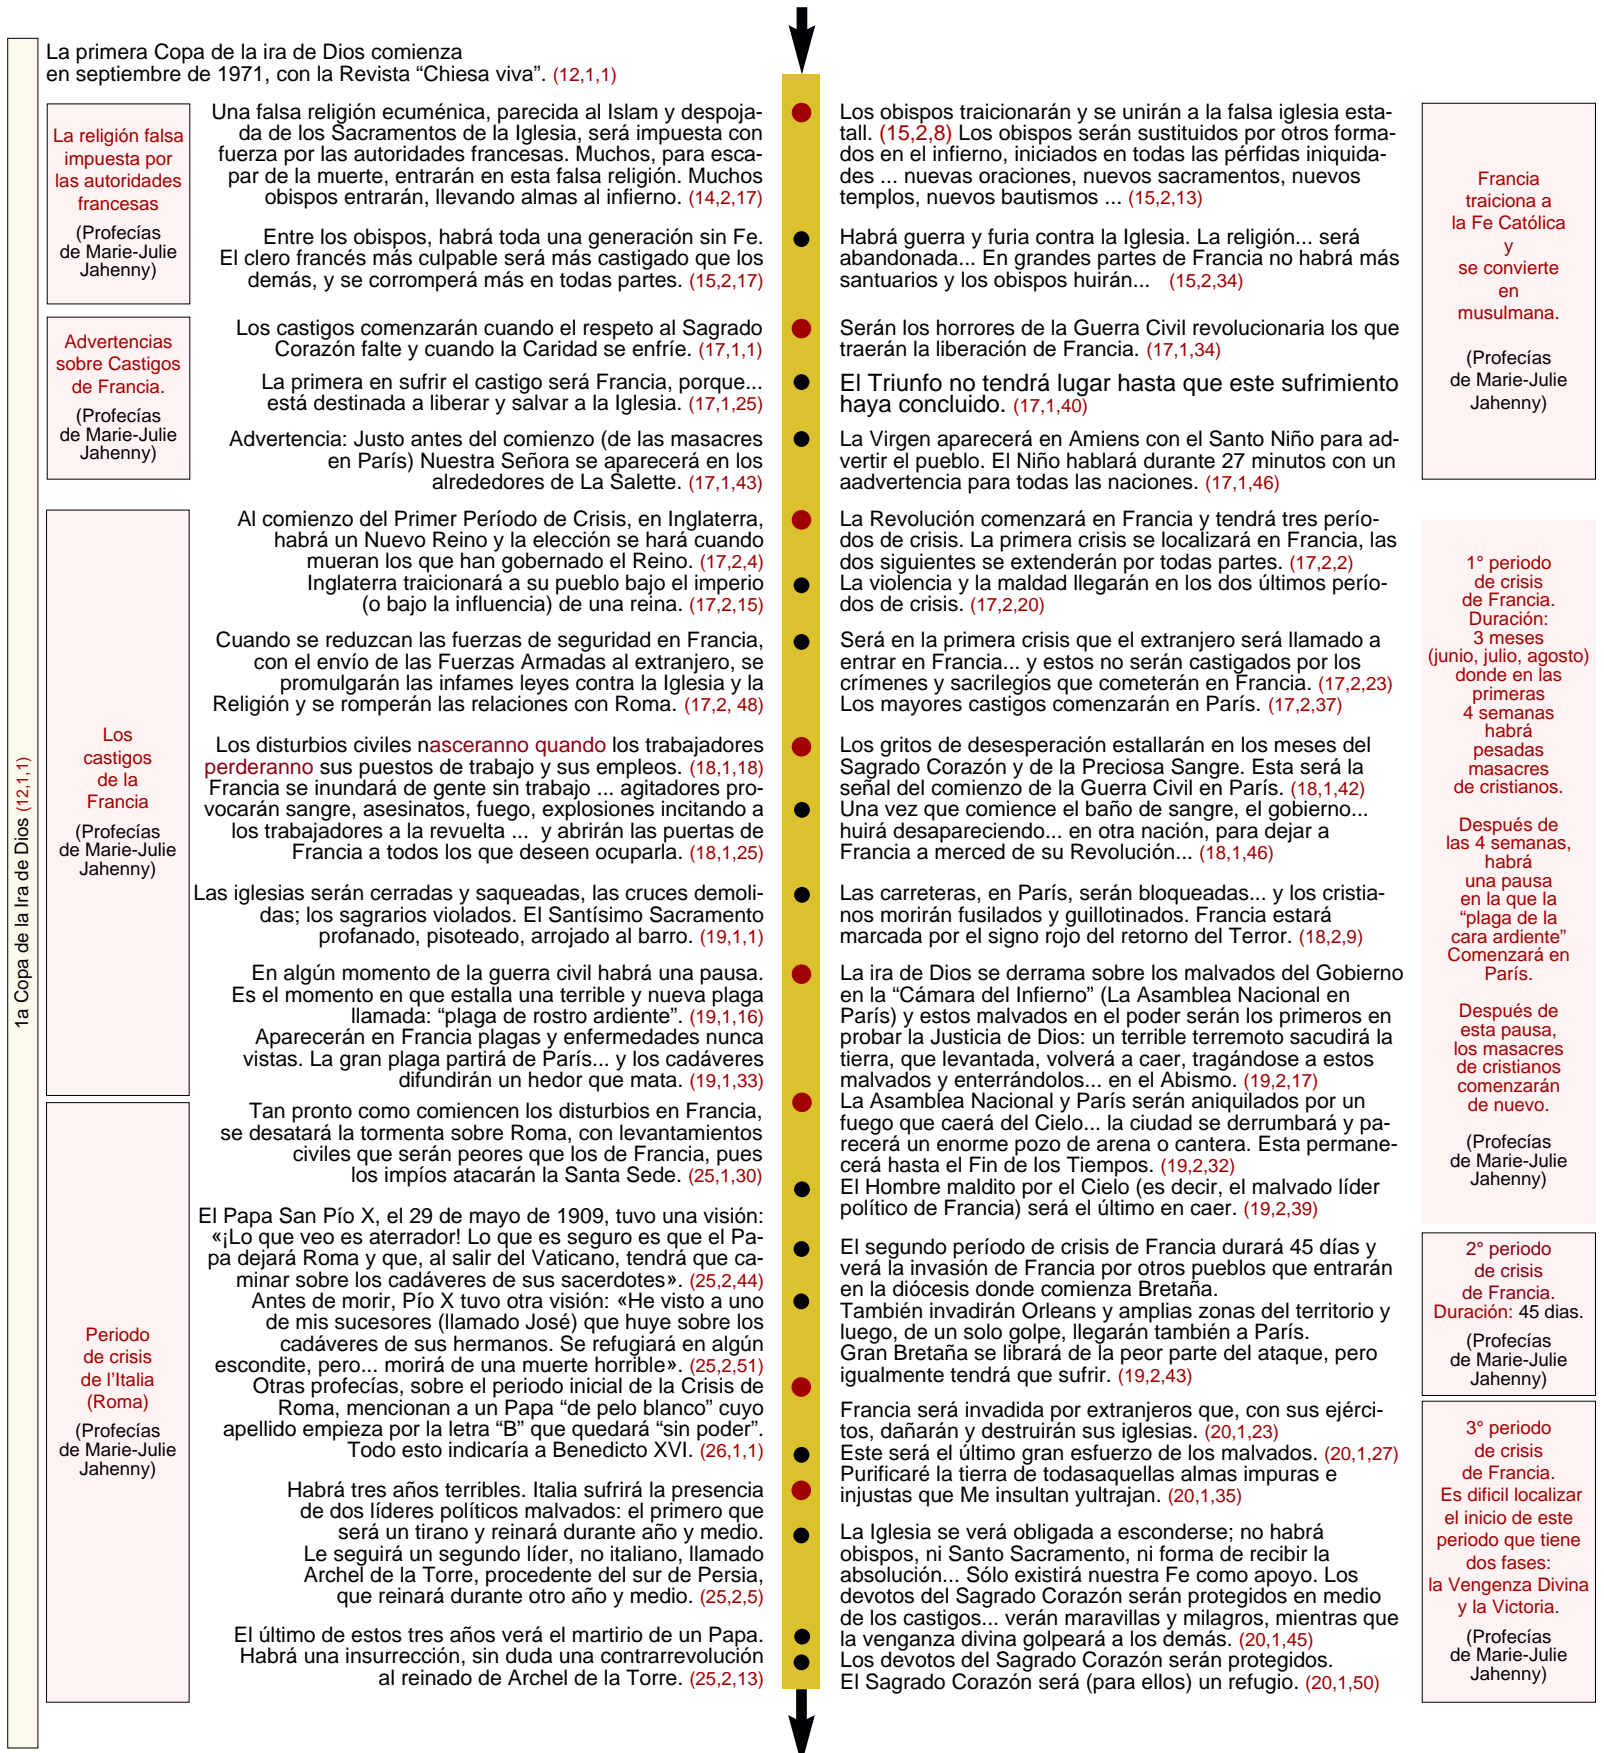 1a Copa de la Ira de Dios (12,1,1)
La primera Copa de la ira de Dios comienza
en septiembre de 1971, con la Revista “Chiesa viva”. (12,1,1)
La religión falsa
impuesta por
las autoridades
francesas
(Profecías
de Marie-Julie
Jahenny)
Advertencias
sobre Castigos
de Francia.
(Profecías
de Marie-Julie
Jahenny)
Los
castigos
de la
Francia
(Profecías
de Marie-Julie
Jahenny)
Periodo
de crisis
de l’Italia
(Roma)
(Profecías
de Marie-Julie
Jahenny)
Una falsa religión ecuménica, parecida al Islam y despoja-
da de los Sacramentos de la Iglesia, será impuesta con
fuerza por las autoridades francesas. Muchos, para esca-
par de la muerte, entrarán en esta falsa religión. Muchos
obispos entrarán, llevando almas al infierno. (14,2,17)
Entre los obispos, habrá toda una generación sin Fe.
El clero francés más culpable será más castigado que los
demás, y se corromperá más en todas partes. (15,2,17)
Los castigos comenzarán cuando el respeto al Sagrado
Corazón falte y cuando la Caridad se enfríe. (17,1,1)
La primera en sufrir el castigo será Francia, porque...
está destinada a liberar y salvar a la Iglesia. (17,1,25)
Advertencia: Justo antes del comienzo (de las masacres
en París) Nuestra Señora se aparecerá en los
alrededores de La Salette. (17,1,43)
Al comienzo del Primer Período de Crisis, en Inglaterra,
habrá un Nuevo Reino y la elección se hará cuando
mueran los que han gobernado el Reino. (17,2,4)
Inglaterra traicionará a su pueblo bajo el imperio
(o bajo la influencia) de una reina. (17,2,15)
Cuando se reduzcan las fuerzas de seguridad en Francia,
con el envío de las Fuerzas Armadas al extranjero, se
promulgarán las infames leyes contra la Iglesia y la
Religión y se romperán las relaciones con Roma. (17,2, 48)
Los disturbios civiles nasceranno quando los trabajadores
perderanno sus puestos de trabajo y sus empleos. (18,1,18)
Francia se inundará de gente sin trabajo ... agitadores pro-
vocarán sangre, asesinatos, fuego, explosiones incitando a
los trabajadores a la revuelta ... y abrirán las puertas de
Francia a todos los que deseen ocuparla. (18,1,25)
Las iglesias serán cerradas y saqueadas, las cruces demoli-
das; los sagrarios violados. El Santísimo Sacramento
profanado, pisoteado, arrojado al barro. (19,1,1)
En algún momento de la guerra civil habrá una pausa.
Es el momento en que estalla una terrible y nueva plaga
llamada: “plaga de rostro ardiente”. (19,1,16)
Aparecerán en Francia plagas y enfermedades nunca
vistas. La gran plaga partirá de París... y los cadáveres
difundirán un hedor que mata. (19,1,33)
Tan pronto como comiencen los disturbios en Francia,
se desatará la tormenta sobre Roma, con levantamientos
civiles que serán peores que los de Francia, pues
los impíos atacarán la Santa Sede. (25,1,30)
El Papa San Pío X, el 29 de mayo de 1909, tuvo una visión:
«¡Lo que veo es aterrador! Lo que es seguro es que el Pa-
pa dejará Roma y que, al salir del Vaticano, tendrá que ca-
minar sobre los cadáveres de sus sacerdotes». (25,2,44)
Antes de morir, Pío X tuvo otra visión: «He visto a uno
de mis sucesores (llamado José) que huye sobre los
cadáveres de sus hermanos. Se refugiará en algún
escondite, pero... morirá de una muerte horrible». (25,2,51)
Otras profecías, sobre el periodo inicial de la Crisis de
Roma, mencionan a un Papa “de pelo blanco” cuyo
apellido empieza por la letra “B” que quedará “sin poder”.
Todo esto indicaría a Benedicto XVI. (26,1,1)
Habrá tres años terribles. Italia sufrirá la presencia
de dos líderes políticos malvados: el primero que
será un tirano y reinará durante año y medio.
Le seguirá un segundo líder, no italiano, llamado
Archel de la Torre, procedente del sur de Persia,
que reinará durante otro año y medio. (25,2,5)
El último de estos tres años verá el martirio de un Papa.
Habrá una insurrección, sin duda una contrarrevolución
al reinado de Archel de la Torre. (25,2,13)
Los obispos traicionarán y se unirán a la falsa iglesia esta-
tall. (15,2,8) Los obispos serán sustituidos por otros forma-
dos en el infierno, iniciados en todas las pérfidas iniquida-
des ... nuevas oraciones, nuevos sacramentos, nuevos
templos, nuevos bautismos ... (15,2,13)
Habrá guerra y furia contra la Iglesia. La religión... será
abandonada... En grandes partes de Francia no habrá más
santuarios y los obispos huirán... (15,2,34)
Serán los horrores de la Guerra Civil revolucionaria los que
traerán la liberación de Francia. (17,1,34)
El Triunfo no tendrá lugar hasta que este sufrimiento
haya concluido. (17,1,40)
La Virgen aparecerá en Amiens con el Santo Niño para ad-
vertir el pueblo. El Niño hablará durante 27 minutos con un
aadvertencia para todas las naciones. (17,1,46)
La Revolución comenzará en Francia y tendrá tres perío-
dos de crisis. La primera crisis se localizará en Francia, las
dos siguientes se extenderán por todas partes. (17,2,2)
La violencia y la maldad llegarán en los dos últimos perío-
dos de crisis. (17,2,20)
Será en la primera crisis que el extranjero será llamado a
entrar en Francia... y estos no serán castigados por los
crímenes y sacrilegios que cometerán en Francia. (17,2,23)
Los mayores castigos comenzarán en París. (17,2,37)
Los gritos de desesperación estallarán en los meses del
Sagrado Corazón y de la Preciosa Sangre. Esta será la
señal del comienzo de la Guerra Civil en París. (18,1,42)
Una vez que comience el baño de sangre, el gobierno...
huirá desapareciendo... en otra nación, para dejar a
Francia a merced de su Revolución... (18,1,46)
Las carreteras, en París, serán bloqueadas... y los cristia-
nos morirán fusilados y guillotinados. Francia estará
marcada por el signo rojo del retorno del Terror. (18,2,9)
La ira de Dios se derrama sobre los malvados del Gobierno
en la “Cámara del Infierno” (La Asamblea Nacional en
París) y estos malvados en el poder serán los primeros en
probar la Justicia de Dios: un terrible terremoto sacudirá la
tierra, que levantada, volverá a caer, tragándose a estos
malvados y enterrándolos... en el Abismo. (19,2,17)
La Asamblea Nacional y París serán aniquilados por un
fuego que caerá del Cielo... la ciudad se derrumbará y pa-
recerá un enorme pozo de arena o cantera. Esta permane-
cerá hasta el Fin de los Tiempos. (19,2,32)
El Hombre maldito por el Cielo (es decir, el malvado líder
político de Francia) será el último en caer. (19,2,39)
El segundo período de crisis de Francia durará 45 días y
verá la invasión de Francia por otros pueblos que entrarán
en la diócesis donde comienza Bretaña.
También invadirán Orleans y amplias zonas del territorio y
luego, de un solo golpe, llegarán también a París.
Gran Bretaña se librará de la peor parte del ataque, pero
igualmente tendrá que sufrir. (19,2,43)
Francia será invadida por extranjeros que, con sus ejérci-
tos, dañarán y destruirán sus iglesias. (20,1,23)
Este será el último gran esfuerzo de los malvados. (20,1,27)
Purificaré la tierra de todasaquellas almas impuras e
injustas que Me insultan yultrajan. (20,1,35)
La Iglesia se verá obligada a esconderse; no habrá
obispos, ni Santo Sacramento, ni forma de recibir la
absolución... Sólo existirá nuestra Fe como apoyo. Los
devotos del Sagrado Corazón serán protegidos en medio
de los castigos... verán maravillas y milagros, mientras que
la venganza divina golpeará a los demás. (20,1,45)
Los devotos del Sagrado Corazón serán protegidos.
El Sagrado Corazón será (para ellos) un refugio. (20,1,50)
Francia
traiciona a
la Fe Católica
y
se convierte
en
musulmana.
(Profecías
de Marie-Julie
Jahenny)
1° periodo
de crisis
de Francia.
Duración:
3 meses
(junio, julio, agosto)
donde en las
primeras
4 semanas
habrá
pesadas
masacres
de cristianos.
Después de
las 4 semanas,
habrá
una pausa
en la que la
“plaga de la
cara ardiente”
Comenzará en
París.
Después de
esta pausa,
los masacres
de cristianos
comenzarán
de nuevo.
(Profecías
de Marie-Julie
Jahenny)
2° periodo
de crisis
de Francia.
Duración: 45 dias.
(Profecías
de Marie-Julie
Jahenny)
3° periodo
de crisis
de Francia.
Es dificil localizar
el inicio de este
periodo que tiene
dos fases:
la Vengenza Divina
y la Victoria.
(Profecías
de Marie-Julie
Jahenny)